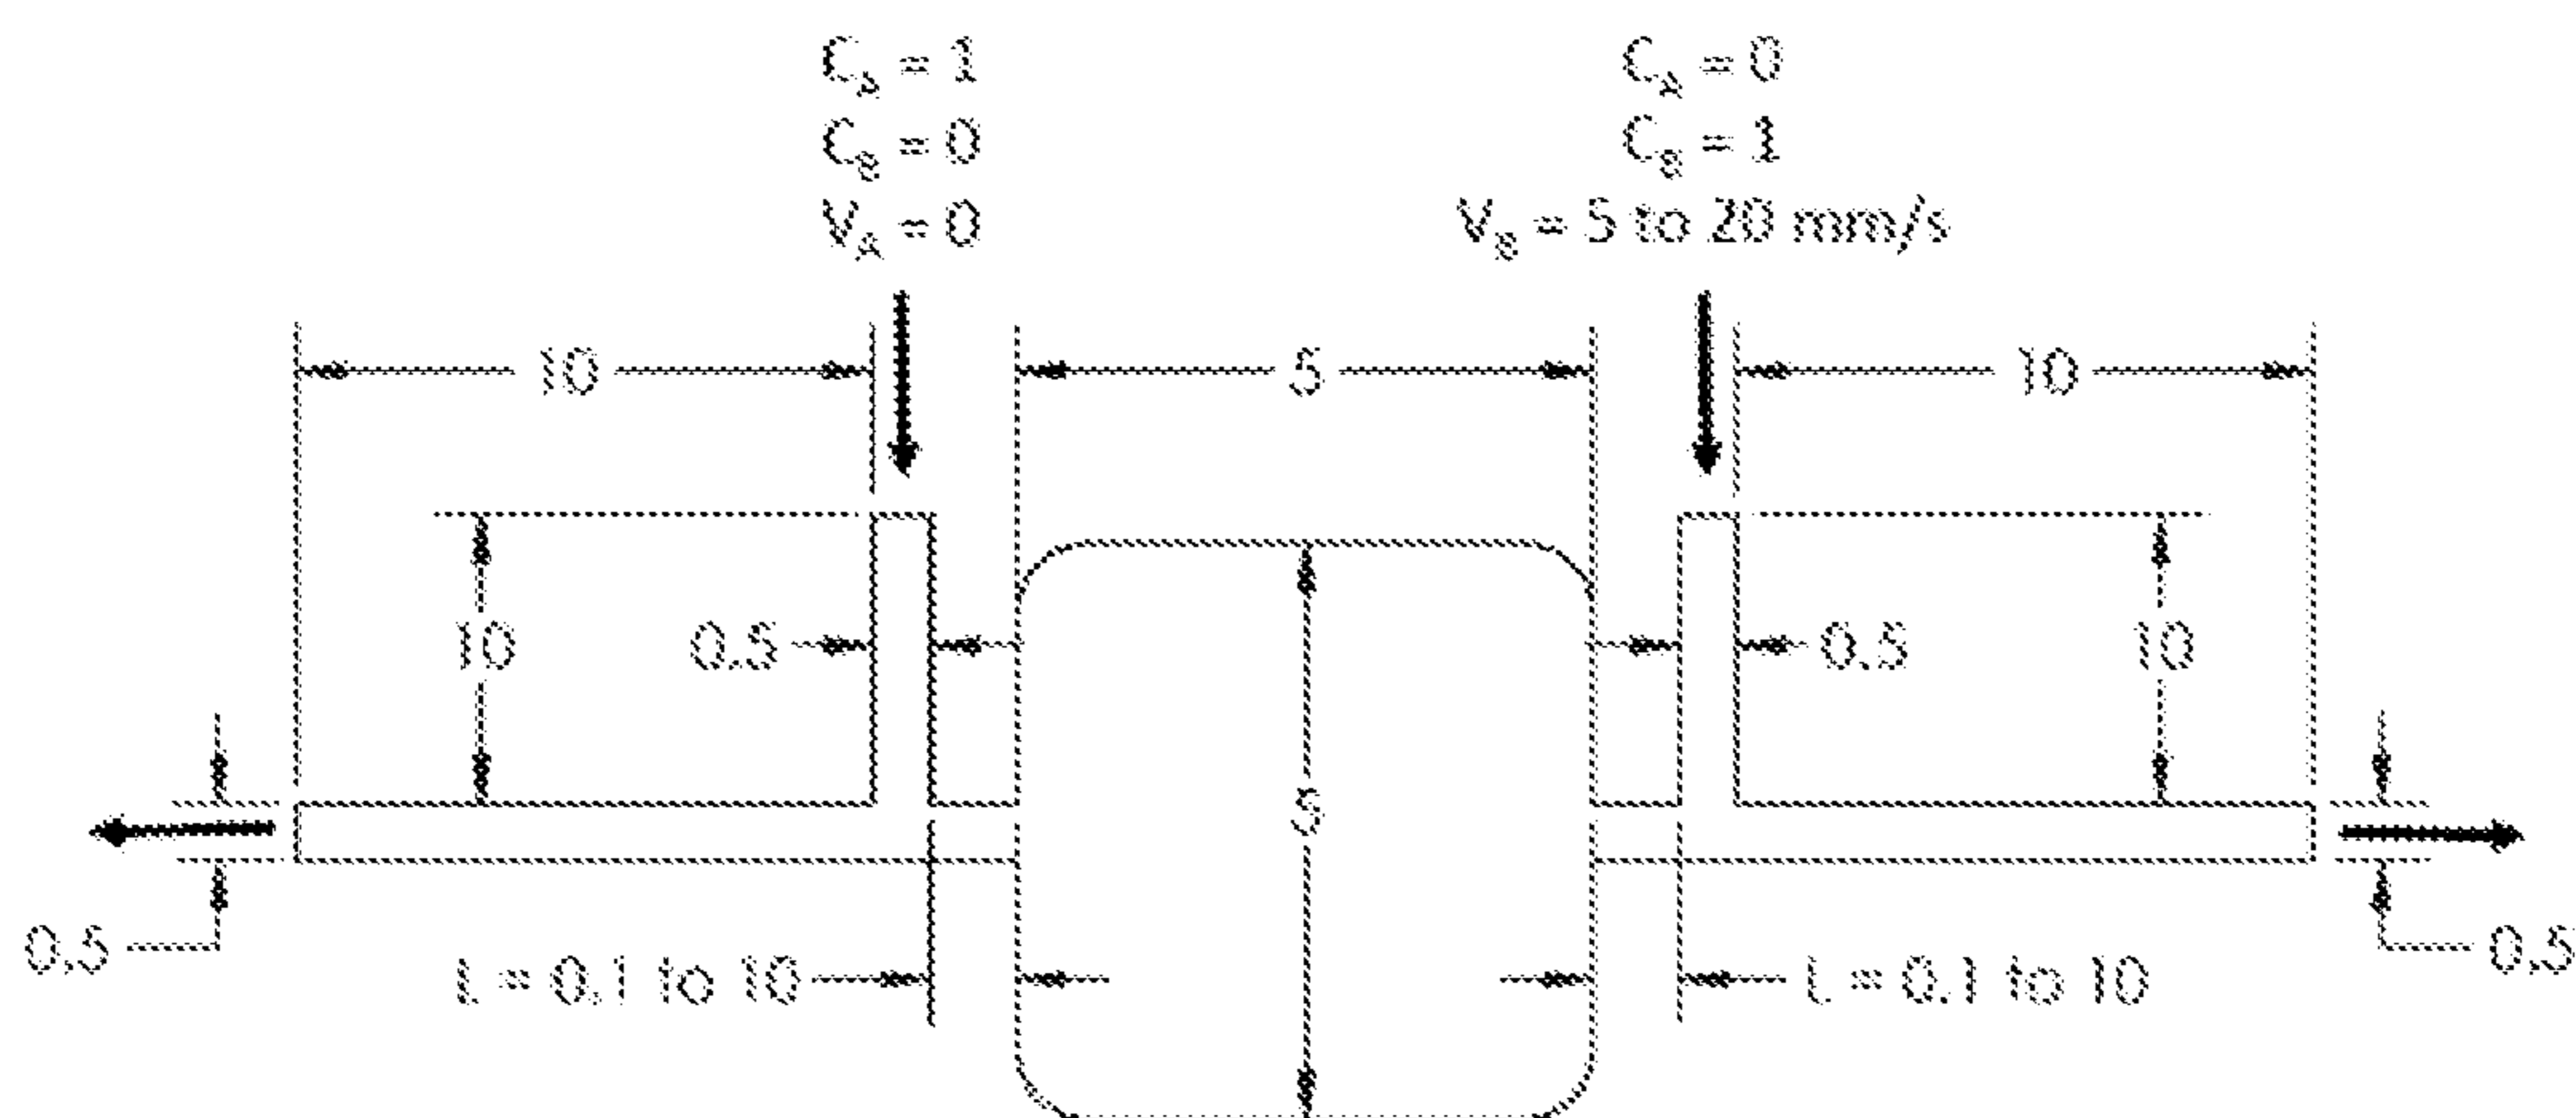 C_A = 1
C_B = 0
V_A = 0
C_A = 0
C_B = 1
V_B = 5 to 20 mm/s
10
5
10
10
0.5
0.5
10
5
0.5
L = 0.1 to 10
L = 0.1 to 10
0.5